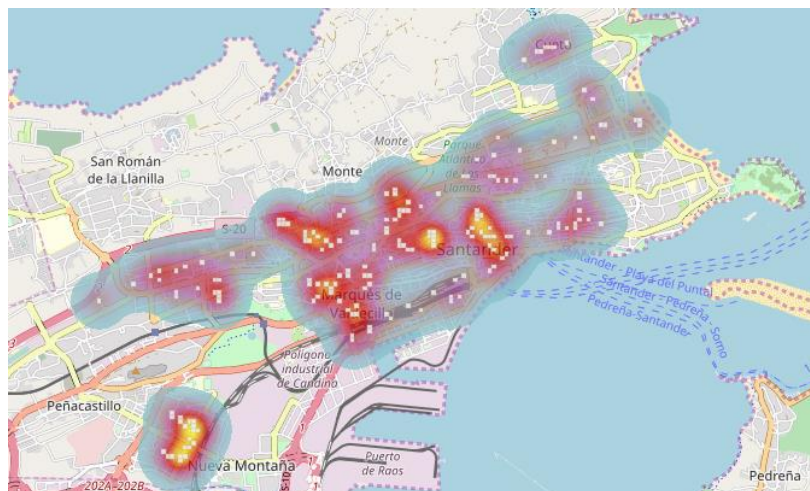 Cueto
Monte
Parque
Atlántico
de las
Llamas
San Román
de la Llanilla
Monte
S-20
Santander
Santander - Playa del Puntal
Santander - Pedreña - Somo
Pedreña-Santander
Marqués de
Valdecilla
Polígono
industrial
de Candina
Peñacastillo
Nueva Montaña
Puerto
de Raos
S-10
202A-202B
Pedreña